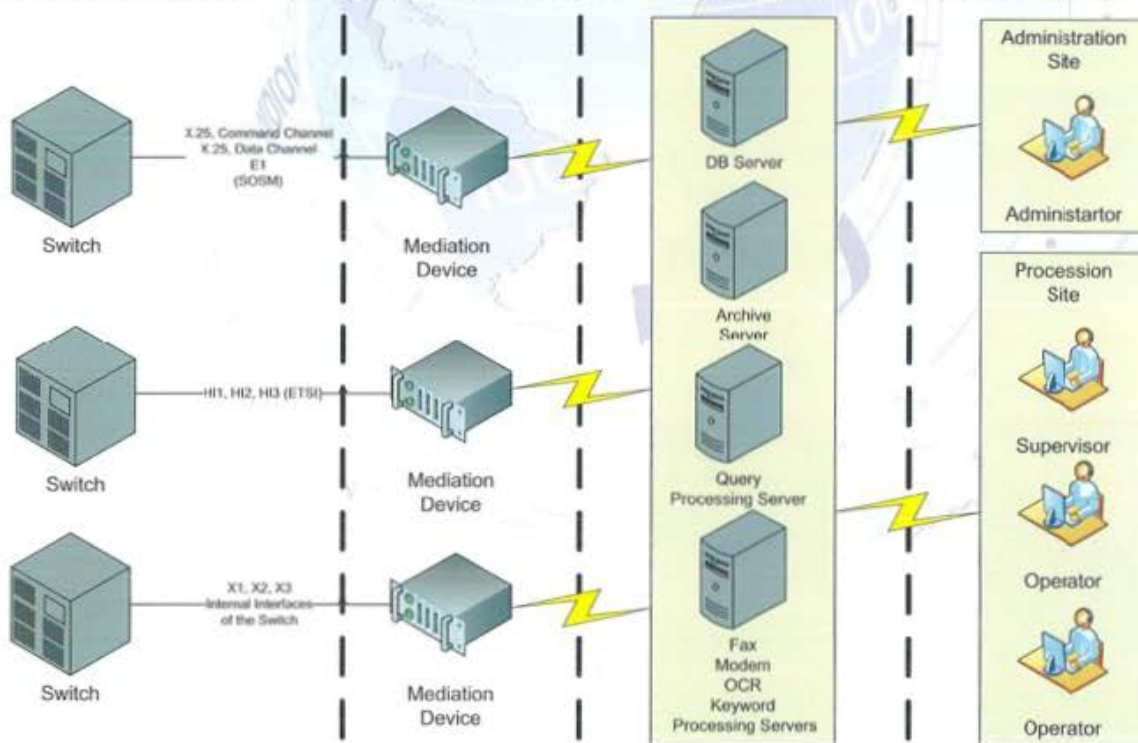 Administration
Site
X.25, Command Channel
X.25, Data Channel
E1
(SOSM)
DB Server
Administartor
Switch
Mediation
Device
Procession
Site
Archive
Server
HI1, HI2, HI3 (ETSI)
Supervisor
Switch
Mediation
Device
Query
Processing Server
X1, X2, X3
Internal Interfaces
of the Switch
Operator
Fax
Modem
OCR
Keyword
Processing Servers
Switch
Mediation
Device
Operator